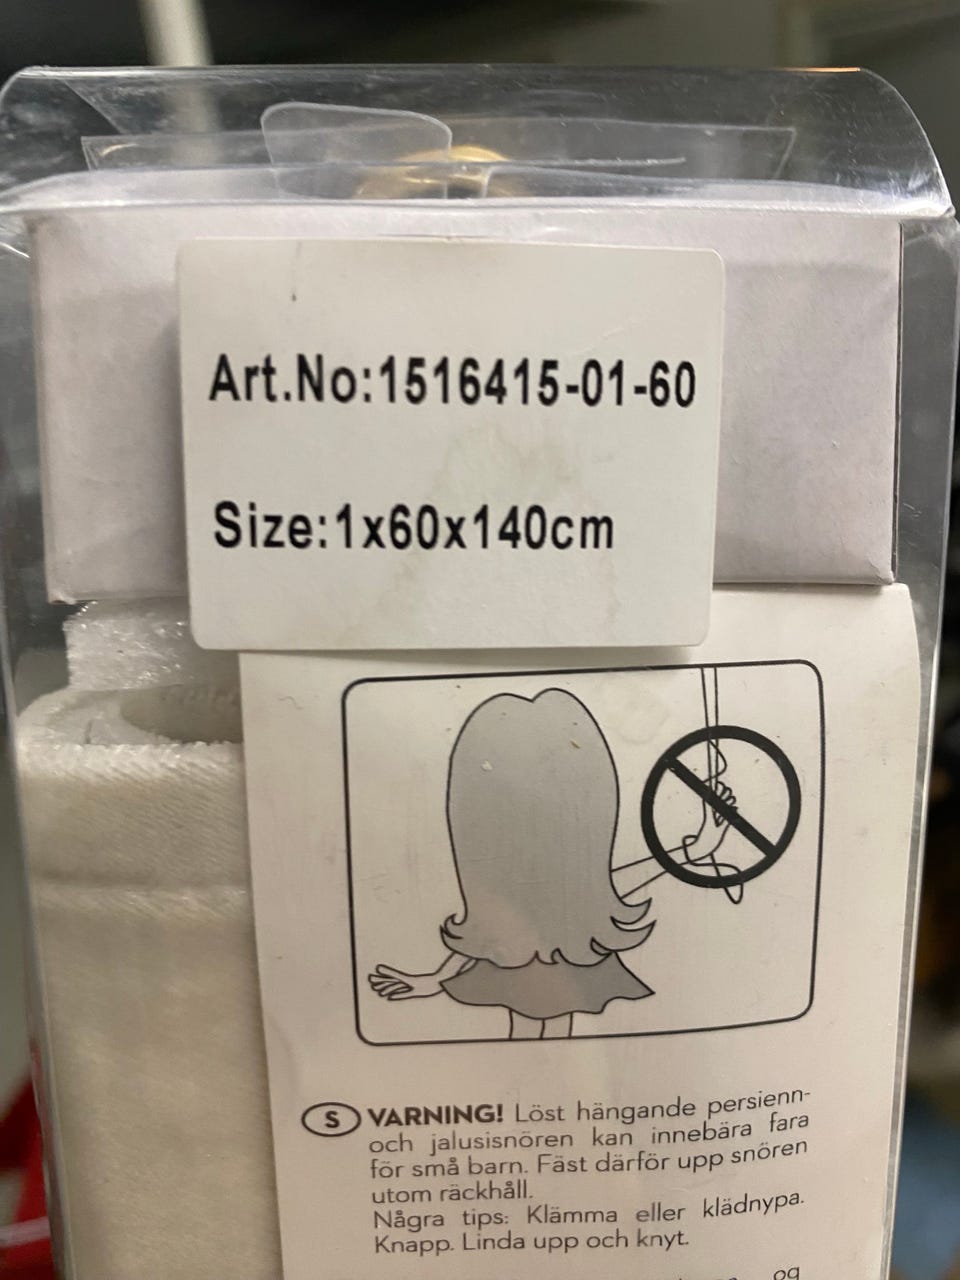 Art.No:1516415-01-60
Size:1x60x140cm
S VARNING! Löst hängande persienn-
och jalusisnören kan innebära fara
för små barn. Fäst därför upp snören
utom räckhåll.
Några tips: Klämma eller klädnypa.
Knapp. Linda upp och knyt.
og